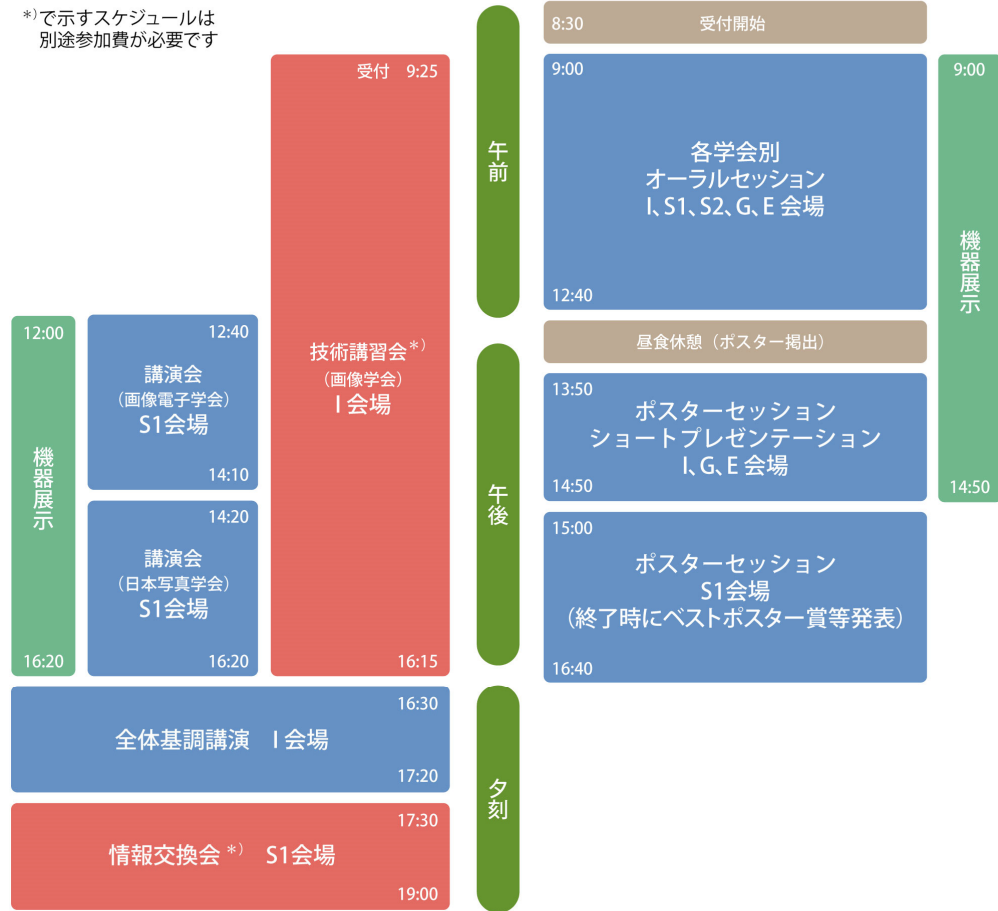 *)で示すスケジュールは
別途参加費が必要です
受付 9:25
技術講習会*)
(画像学会)
I会場
16:15
12:00
機器展示
16:20
12:40
講演会
(画像電子学会)
S1会場
14:10
14:20
講演会
(日本写真学会)
S1会場
16:20
16:30
全体基調講演 I会場
17:20
17:30
情報交換会*) S1会場
19:00
午前
午後
夕刻
8:30 受付開始
9:00
各学会別
オーラルセッション
I、S1、S2、G、E 会場
12:40
昼食休憩(ポスター掲出)
13:50
ポスターセッション
ショートプレゼンテーション
I、G、E 会場
14:50
15:00
ポスターセッション
S1会場
(終了時にベストポスター賞等発表)
16:40
9:00
機器展示
14:50